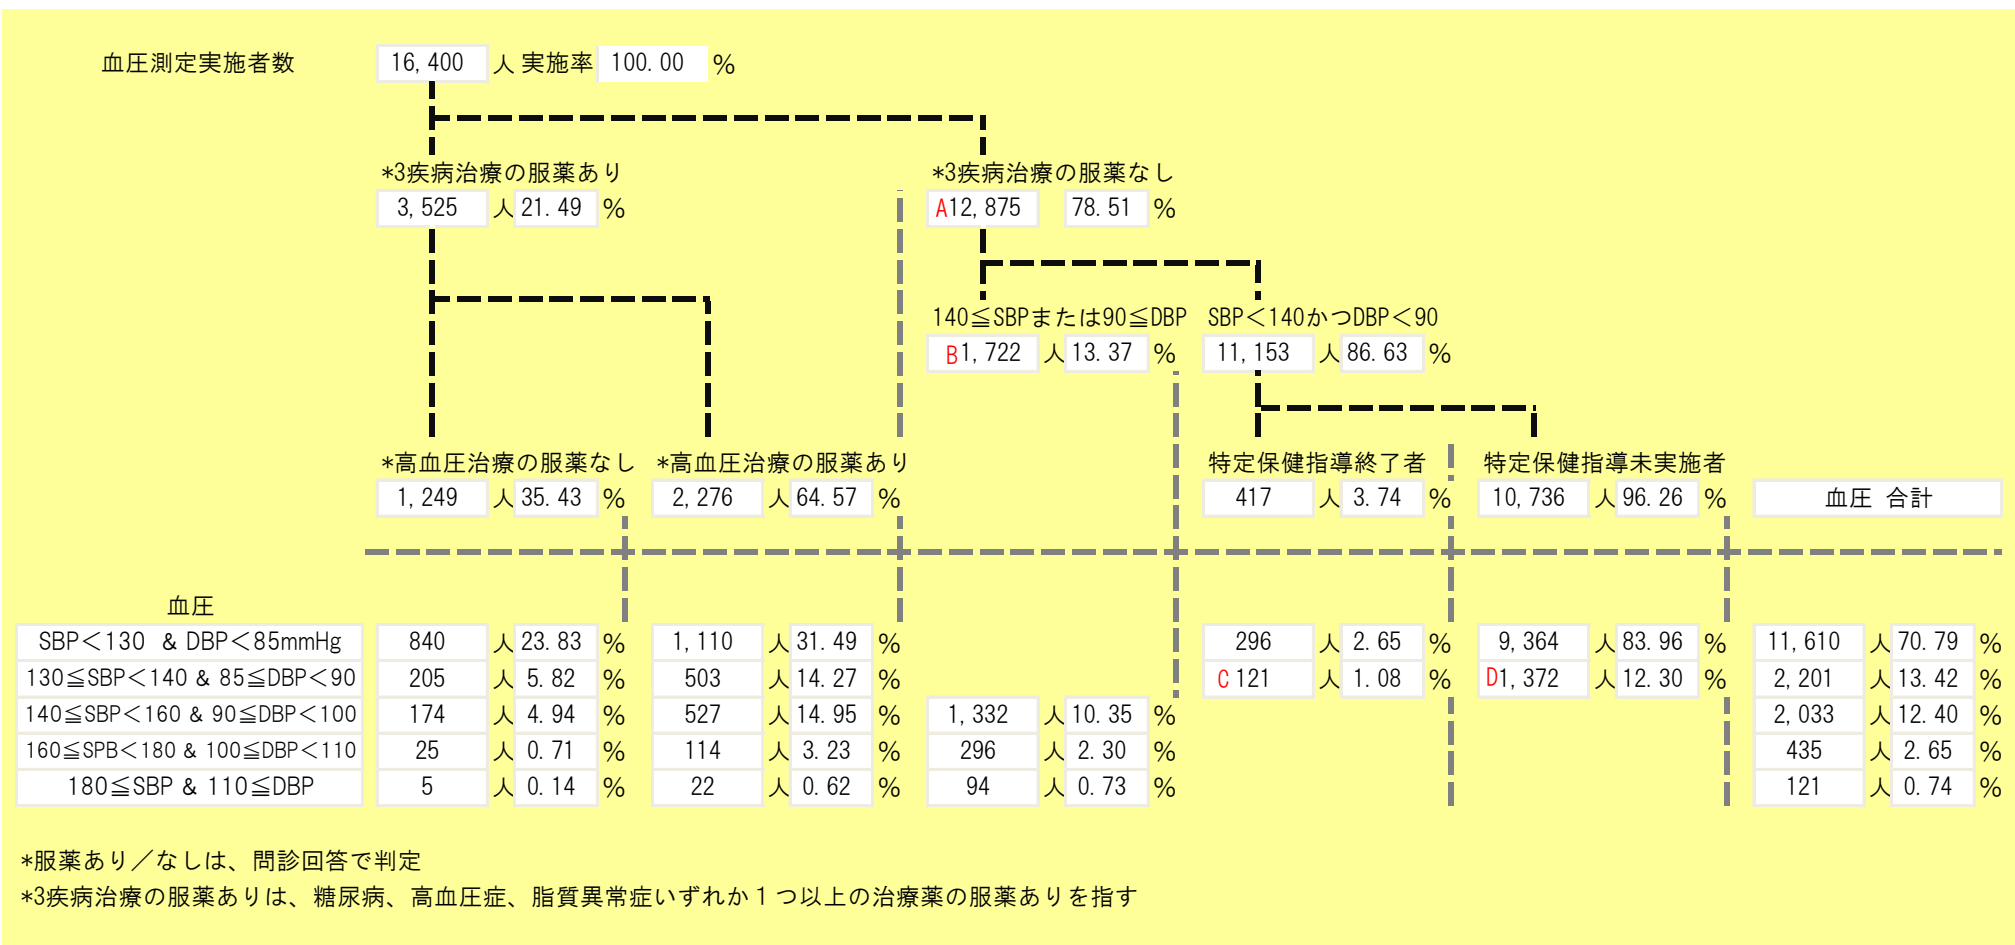 血圧測定実施者数 16,400 人 実施率 100.00 %
*3疾病治療の服薬あり *3疾病治療の服薬なし
3,525 人 21.49 % A12,875 78.51 %
140≦SBPまたは90≦DBP SBP＜140かつDBP＜90
B1,722 人 13.37 % 11,153 人 86.63 %
*高血圧治療の服薬なし *高血圧治療の服薬あり 特定保健指導終了者 特定保健指導未実施者
1,249 人 35.43 % 2,276 人 64.57 % 417 人 3.74 % 10,736 人 96.26 % 血圧 合計
血圧
SBP＜130 & DBP＜85mmHg 840 人 23.83 % 1,110 人 31.49 % 296 人 2.65 % 9,364 人 83.96 % 11,610 人 70.79 %
130≦SBP＜140 & 85≦DBP＜90 205 人 5.82 % 503 人 14.27 % C 121 人 1.08 % D1,372 人 12.30 % 2,201 人 13.42 %
140≦SBP＜160 & 90≦DBP＜100 174 人 4.94 % 527 人 14.95 % 1,332 人 10.35 % 2,033 人 12.40 %
160≦SPB＜180 & 100≦DBP＜110 25 人 0.71 % 114 人 3.23 % 296 人 2.30 % 435 人 2.65 %
180≦SBP & 110≦DBP 5 人 0.14 % 22 人 0.62 % 94 人 0.73 % 121 人 0.74 %
*服薬あり／なしは、問診回答で判定
*3疾病治療の服薬ありは、糖尿病、高血圧症、脂質異常症いずれか１つ以上の治療薬の服薬ありを指す